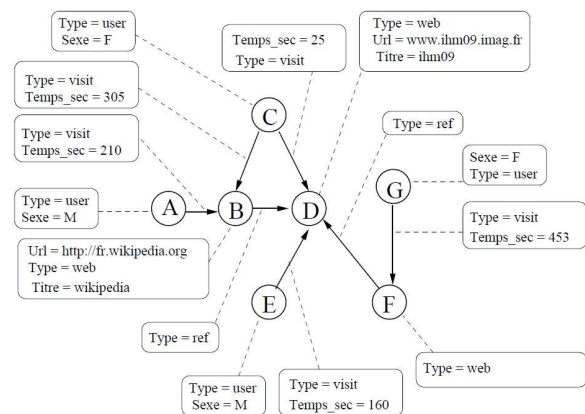 Type = user
Sexe = F
Temps_sec = 25
Type = visit
Type = web
Url = www.ihm09.imag.fr
Titre = ihm09
Type = visit
Temps_sec = 305
C
Type = ref
Type = visit
Temps_sec = 210
Sexe = F
Type = user
G
Type = user
Sexe = M
A
B
D
Type = visit
Temps_sec = 453
Url = http://fr.wikipedia.org
Type = web
Titre = wikipedia
E
F
Type = ref
Type = web
Type = user
Sexe = M
Type = visit
Temps_sec = 160